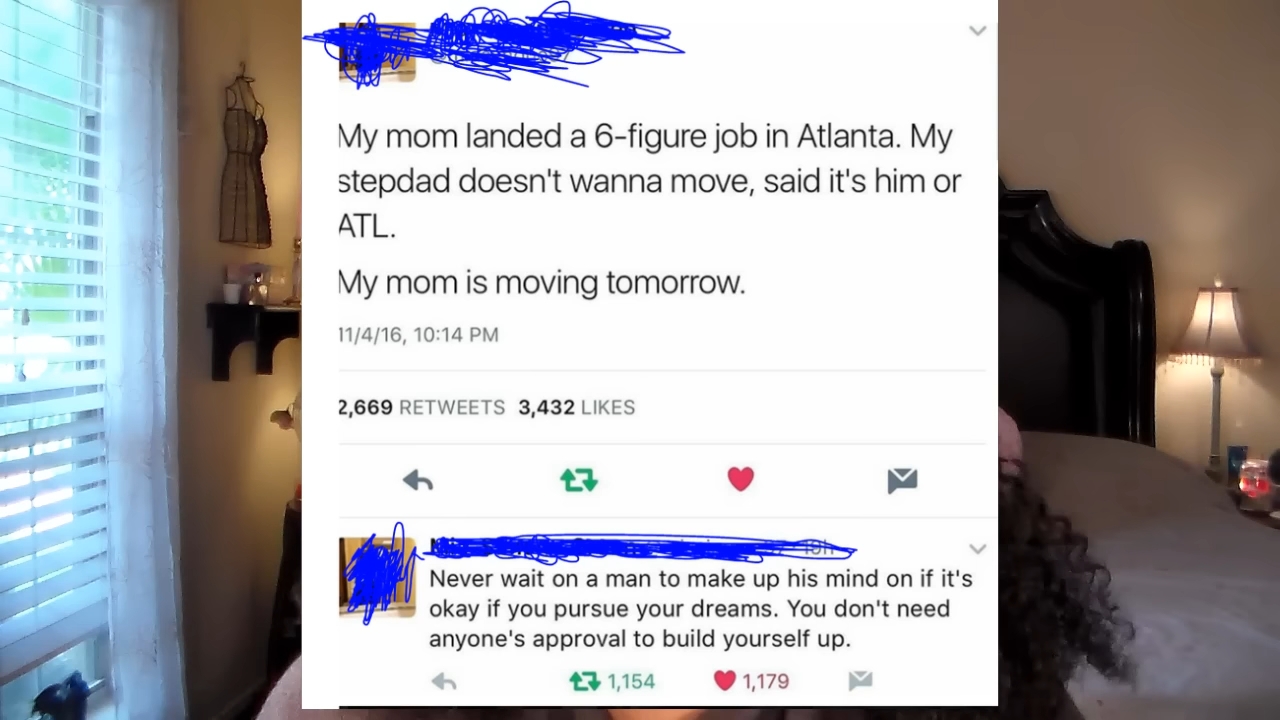 My mom landed a 6-figure job in Atlanta. My
stepdad doesn't wanna move, said it's him or
ATL.
My mom is moving tomorrow.
11/4/16, 10:14 PM
2,669 RETWEETS 3,432 LIKES
Never wait on a man to make up his mind on if it's
okay if you pursue your dreams. You don't need
anyone's approval to build yourself up.
1,154 1,179